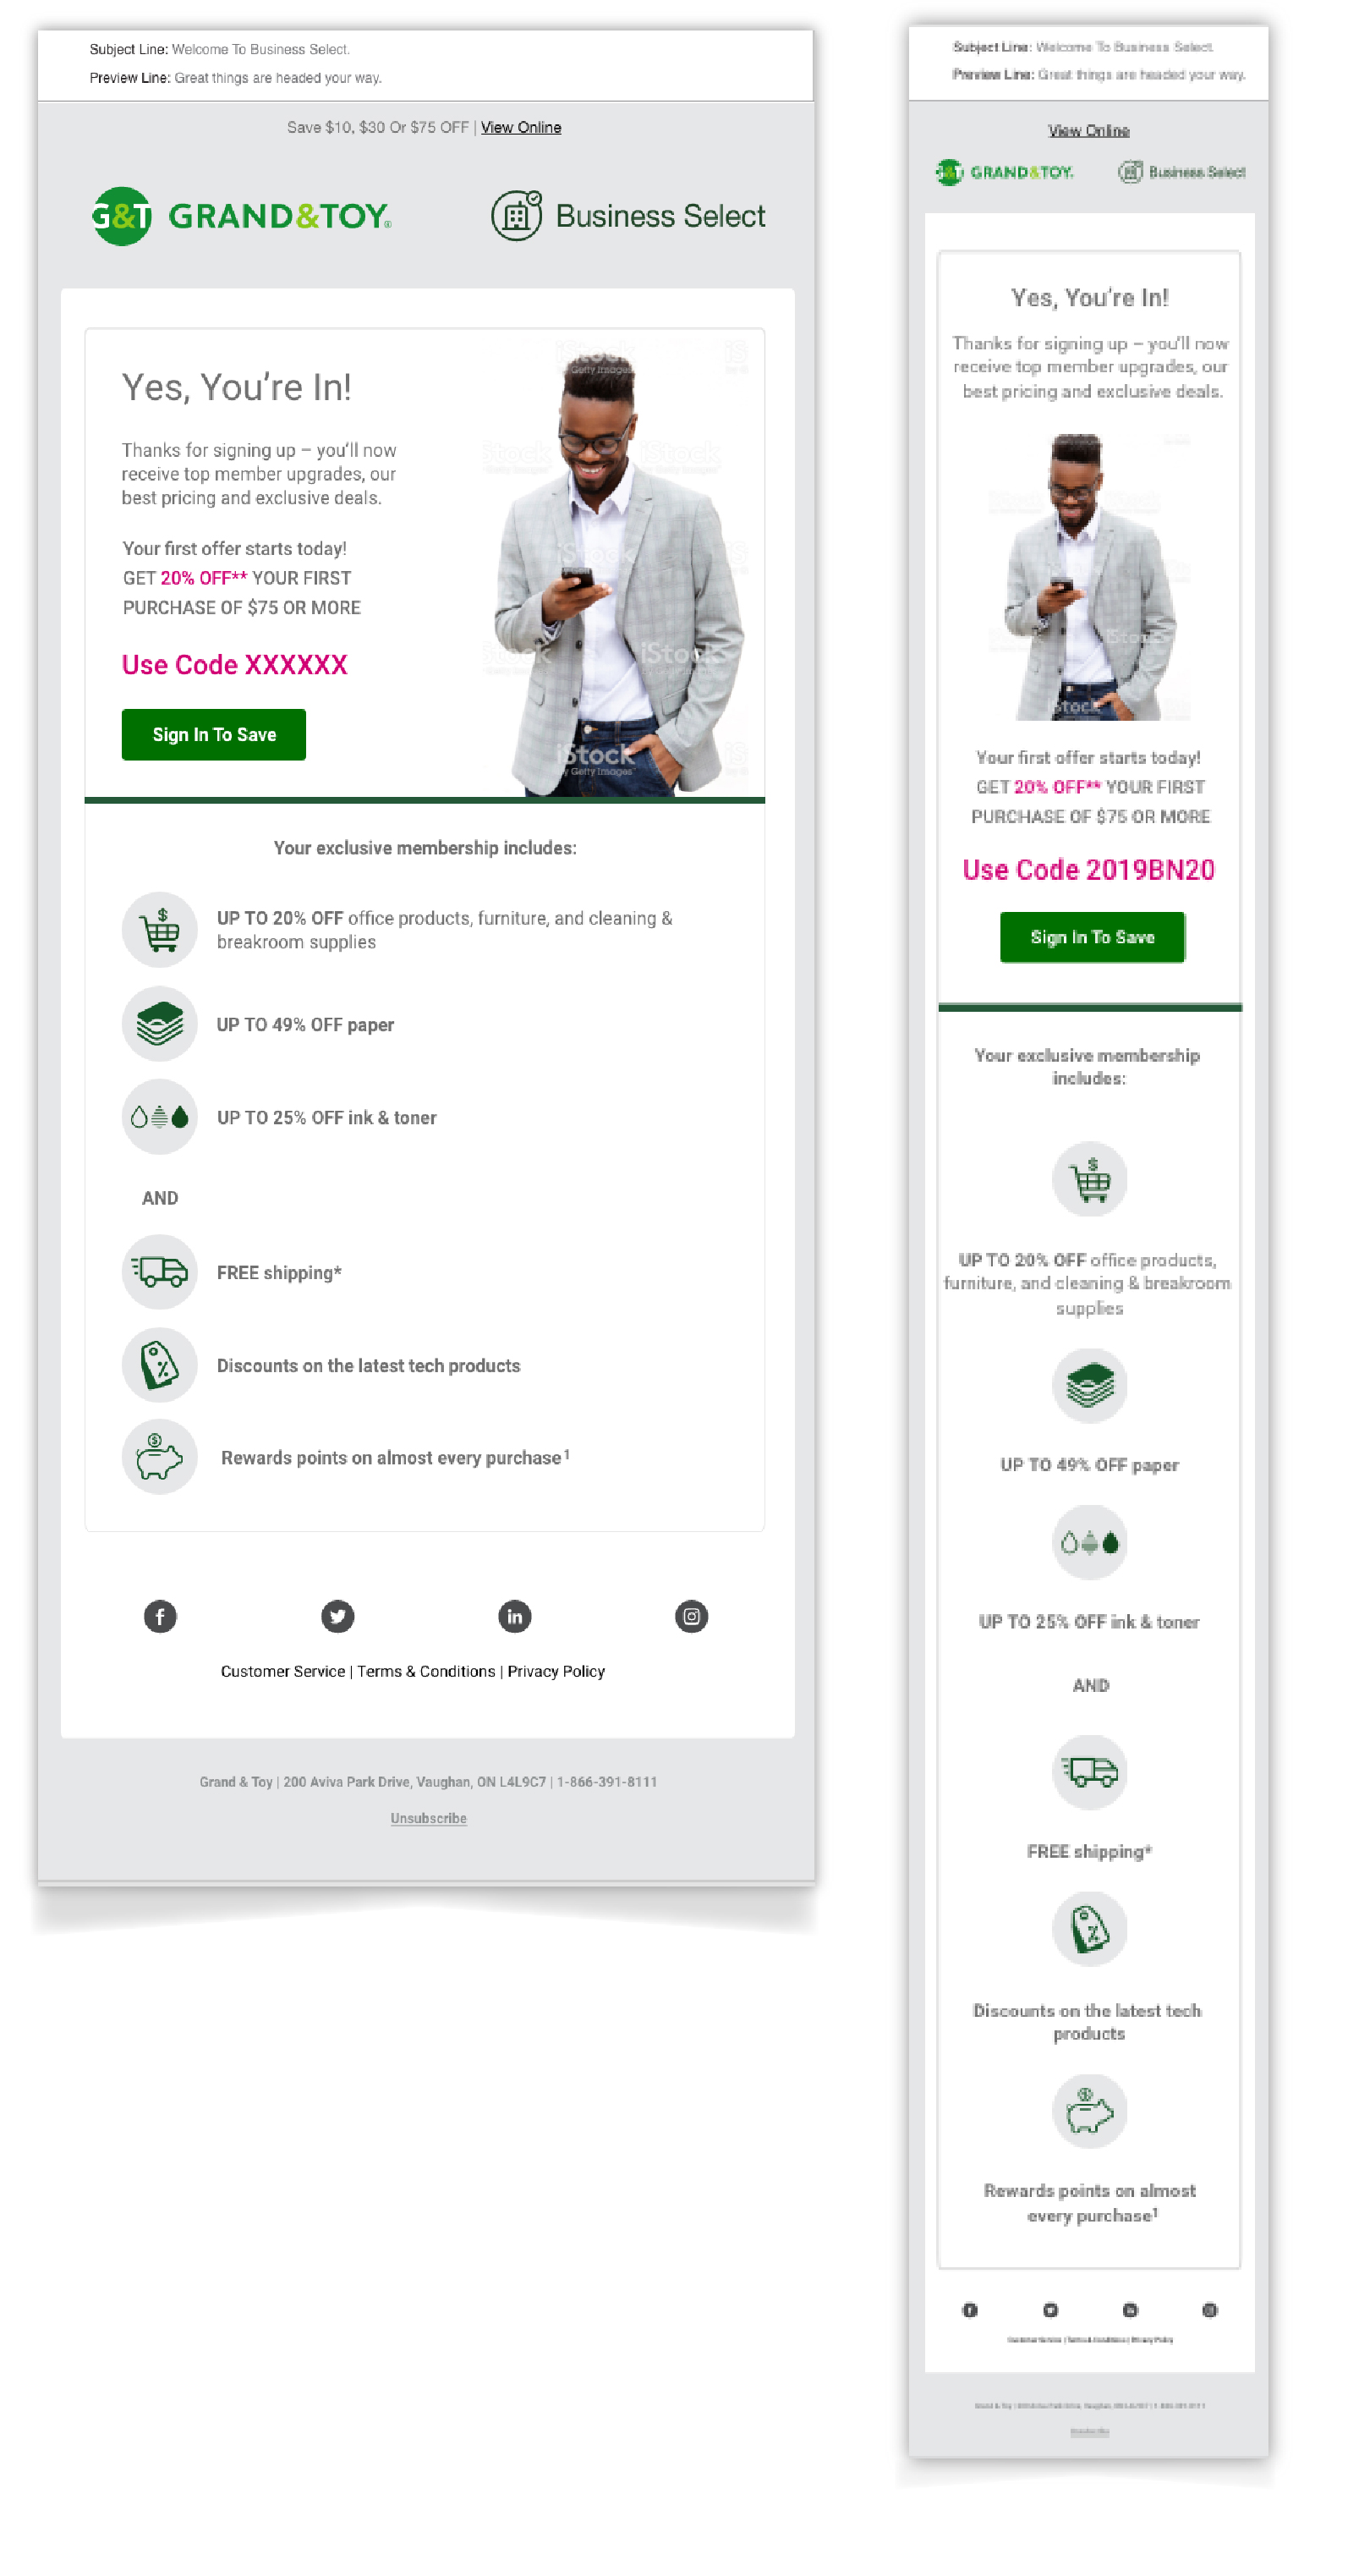 Subject Line: Welcome To Business Select.
Preview Line: Great things are headed your way.
Save $10, $30 Or $75 OFF | View Online
G&T GRAND&TOY®
Business Select
Yes, You're In!
Thanks for signing up – you'll now
receive top member upgrades, our
best pricing and exclusive deals.
Your first offer starts today!
GET 20% OFF** YOUR FIRST
PURCHASE OF $75 OR MORE
Use Code XXXXXX
Sign In To Save
iStock
by Getty Images™
Your exclusive membership includes:
UP TO 20% OFF office products, furniture, and cleaning &
breakroom supplies
UP TO 49% OFF paper
UP TO 25% OFF ink & toner
AND
FREE shipping*
Discounts on the latest tech products
Rewards points on almost every purchase¹
Customer Service | Terms & Conditions | Privacy Policy
Grand & Toy | 200 Aviva Park Drive, Vaughan, ON L4L9C7 | 1-866-391-8111
Unsubscribe
Subject Line: Welcome To Business Select.
Preview Line: Great things are headed your way.
View Online
G&T GRAND&TOY.
Business Select
Yes, You're In!
Thanks for signing up – you'll now
receive top member upgrades, our
best pricing and exclusive deals.
iStock
Your first offer starts today!
GET 20% OFF** YOUR FIRST
PURCHASE OF $75 OR MORE
Use Code 2019BN20
Sign In To Save
Your exclusive membership
includes:
UP TO 20% OFF office products,
furniture, and cleaning & breakroom
supplies
UP TO 49% OFF paper
UP TO 25% OFF ink & toner
AND
FREE shipping*
Discounts on the latest tech
products
Rewards points on almost
every purchase¹
Customer Service | Terms & Conditions | Privacy Policy